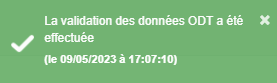 La validation des données ODT a été
effectuée
(le 09/05/2023 à 17:07:10)